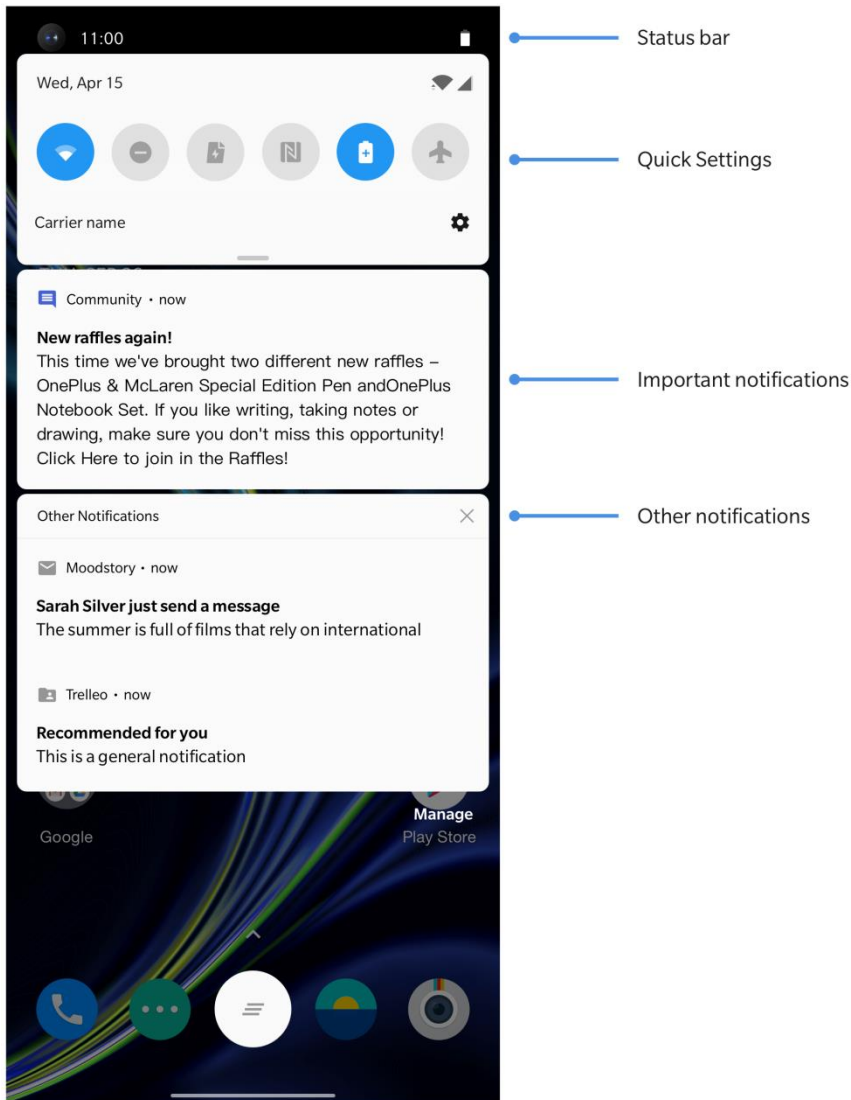 11:00
Status bar
Wed, Apr 15
Quick Settings
Carrier name
Community • now
New raffles again!
This time we've brought two different new raffles –
OnePlus & McLaren Special Edition Pen andOnePlus
Notebook Set. If you like writing, taking notes or
drawing, make sure you don't miss this opportunity!
Click Here to join in the Raffles!
Important notifications
Other Notifications
Other notifications
Moodstory • now
Sarah Silver just send a message
The summer is full of films that rely on international
Trelleo • now
Recommended for you
This is a general notification
Manage
Google
Play Store